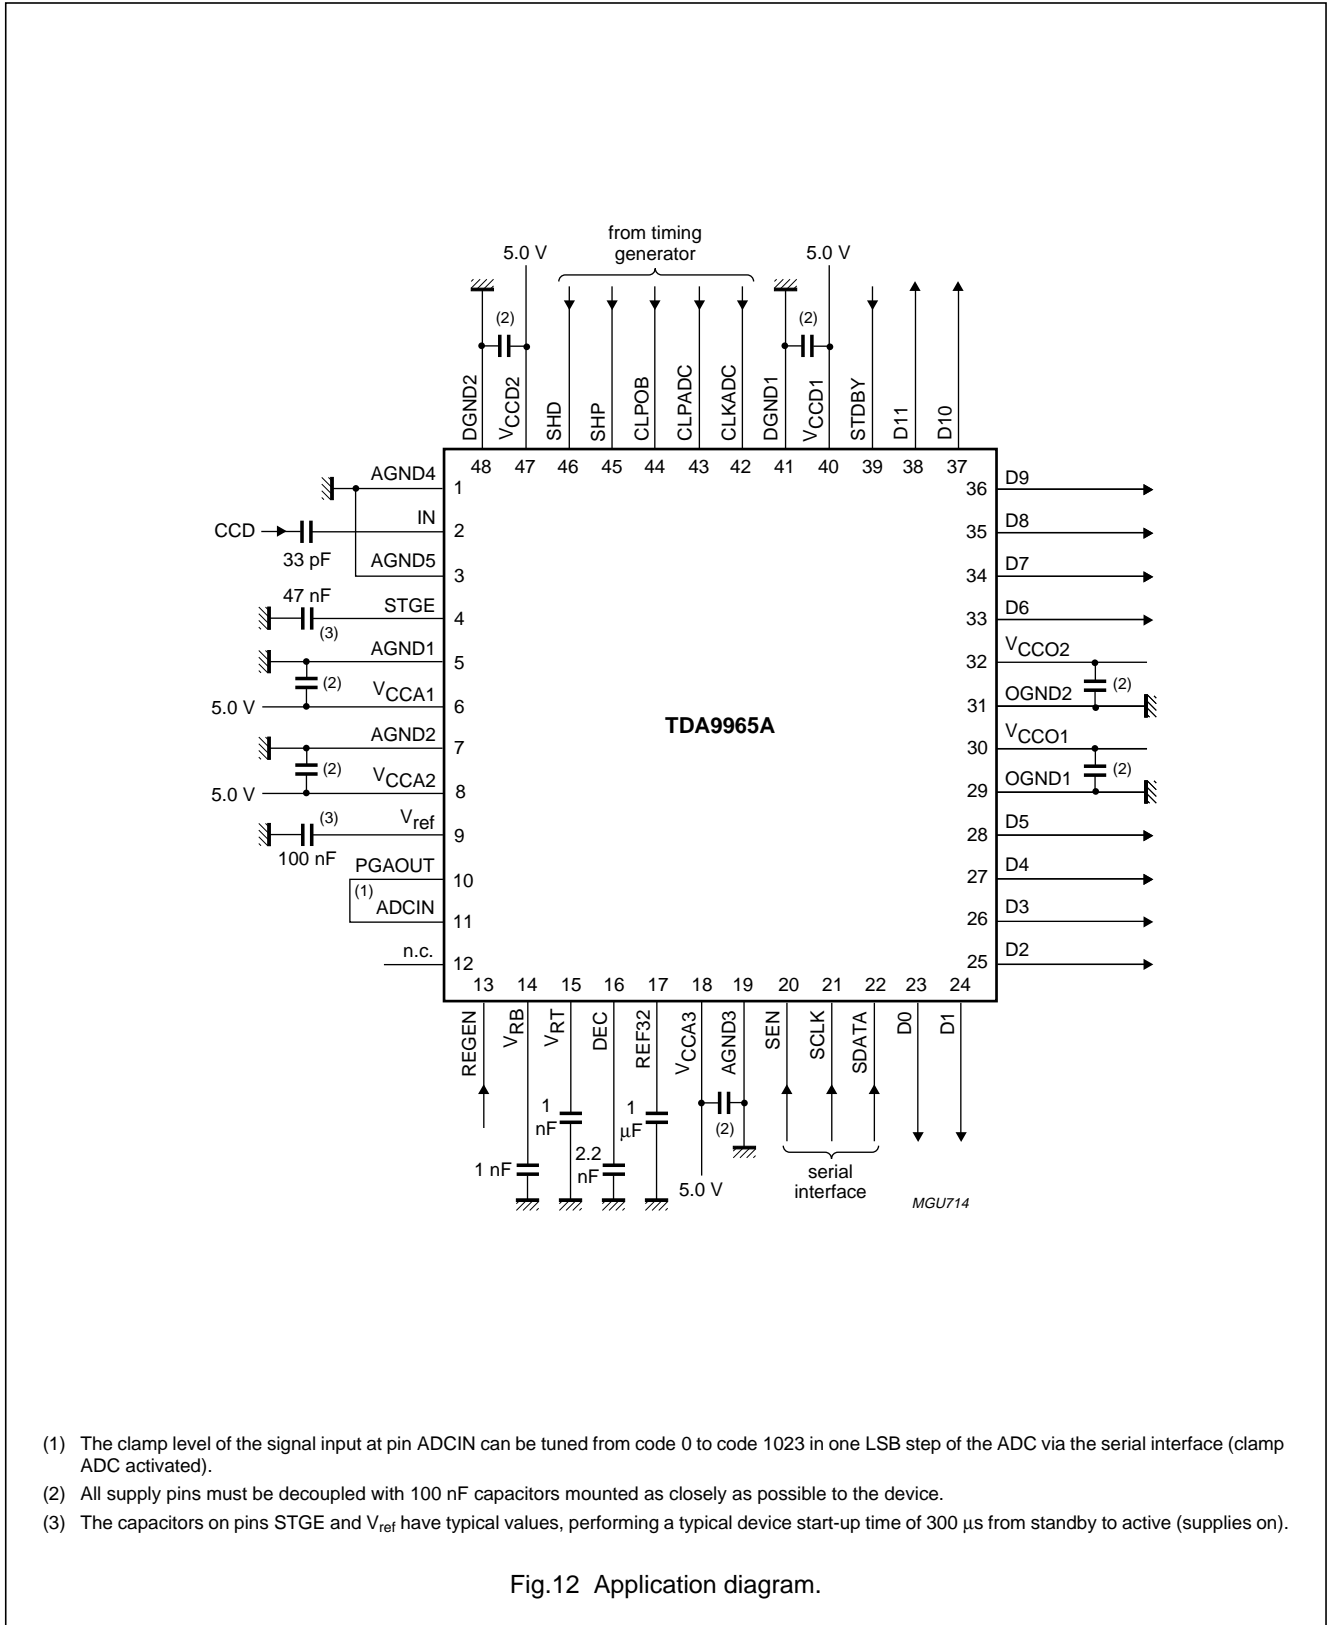 from timing
generator
5.0 V
5.0 V
(2)
(2)
DGND2
VCCD2
SHD
SHP
CLPOB
CLPADC
CLKADC
DGND1
VCCD1
STDBY
D11
D10
48 47 46 45 44 43 42 41 40 39 38 37
AGND4 1
CCD IN 2
33 pF
AGND5 3
47 nF
STGE 4
(3)
AGND1 5
(2)
5.0 V VCCA1 6
AGND2 7
(2)
5.0 V VCCA2 8
(3) Vref 9
100 nF
PGAOUT 10
(1)
ADCIN 11
n.c. 12
TDA9965A
36 D9
35 D8
34 D7
33 D6
32 VCCO2
(2)
31 OGND2
30 VCCO1
(2)
29 OGND1
28 D5
27 D4
26 D3
25 D2
13 14 15 16 17 18 19 20 21 22 23 24
REGEN
VRB
VRT
DEC
REF32
VCCA3
AGND3
SEN
SCLK
SDATA
D0
D1
1 nF
1
nF
2.2
nF
1
μF
(2)
5.0 V
serial
interface
MGU714
(1) The clamp level of the signal input at pin ADCIN can be tuned from code 0 to code 1023 in one LSB step of the ADC via the serial interface (clamp
ADC activated).
(2) All supply pins must be decoupled with 100 nF capacitors mounted as closely as possible to the device.
(3) The capacitors on pins STGE and Vref have typical values, performing a typical device start-up time of 300 μs from standby to active (supplies on).
Fig.12 Application diagram.